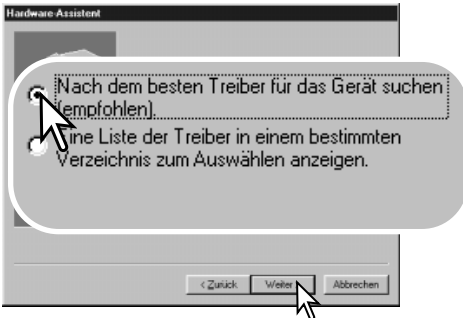 Hardware-Assistent
Nach dem besten Treiber für das Gerät suchen
(empfohlen).
Eine Liste der Treiber in einem bestimmten
Verzeichnis zum Auswählen anzeigen.
< Zurück
Weiter
Abbrechen